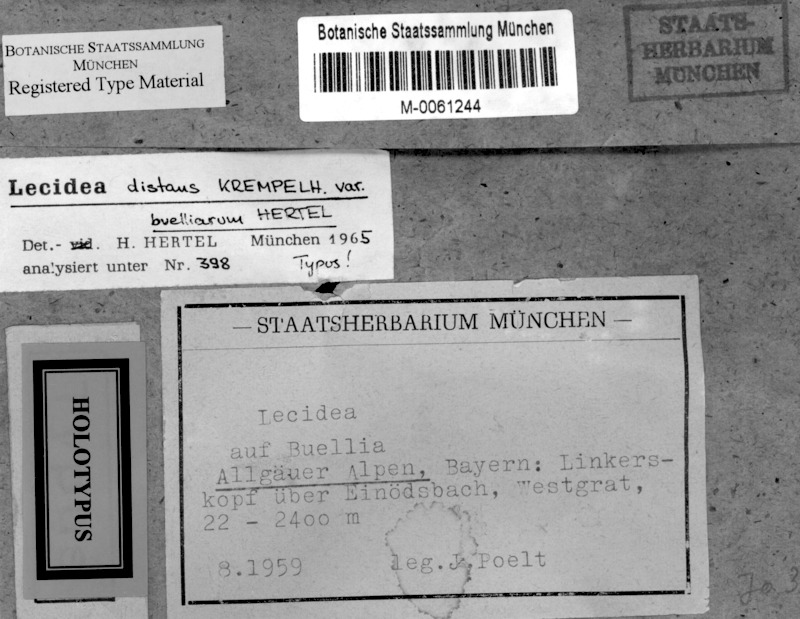 BOTANISCHE STAATSSAMMLUNG
MÜNCHEN
Registered Type Material
Botanische Staatssammlung München
M-0061244
STAATS-
HERBARIUM
MÜNCHEN
Lecidea distans KREMPELH. var.
buelliarum HERTEL
Det.- vid. H. HERTEL München 1965
analysiert unter Nr. 398 Typus!
HOLOTYPUS
— STAATSHERBARIUM MÜNCHEN —
Lecidea
auf Buellia
Allgäuer Alpen, Bayern: Linkers-
kopf über Einödsbach, Westgrat,
22 - 2400 m
8.1959 leg.J.Poelt